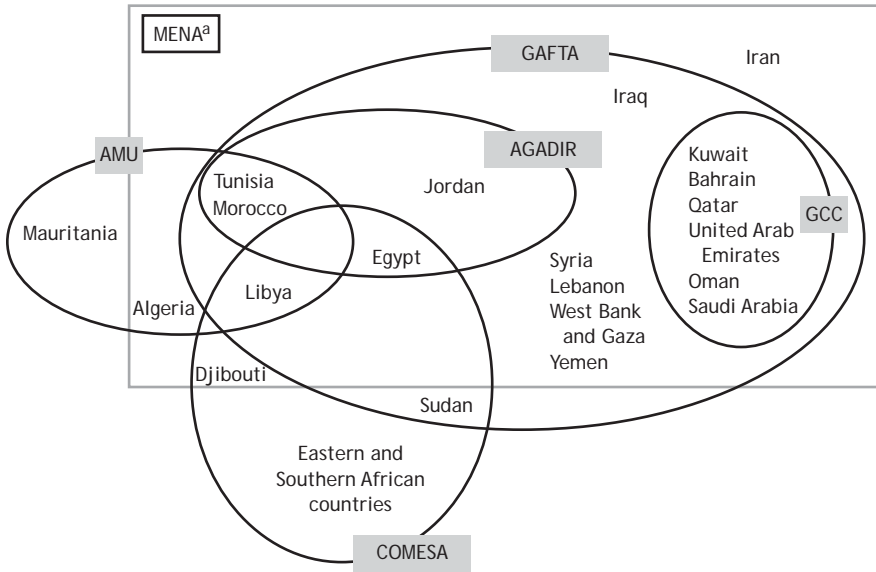 MENAa
GAFTA
Iran
Iraq
AMU
AGADIR
Kuwait
Bahrain
Qatar
United Arab
Emirates
Oman
Saudi Arabia
GCC
Tunisia
Morocco
Jordan
Mauritania
Egypt
Syria
Lebanon
West Bank
and Gaza
Yemen
Algeria
Libya
Djibouti
Sudan
Eastern and
Southern African
countries
COMESA